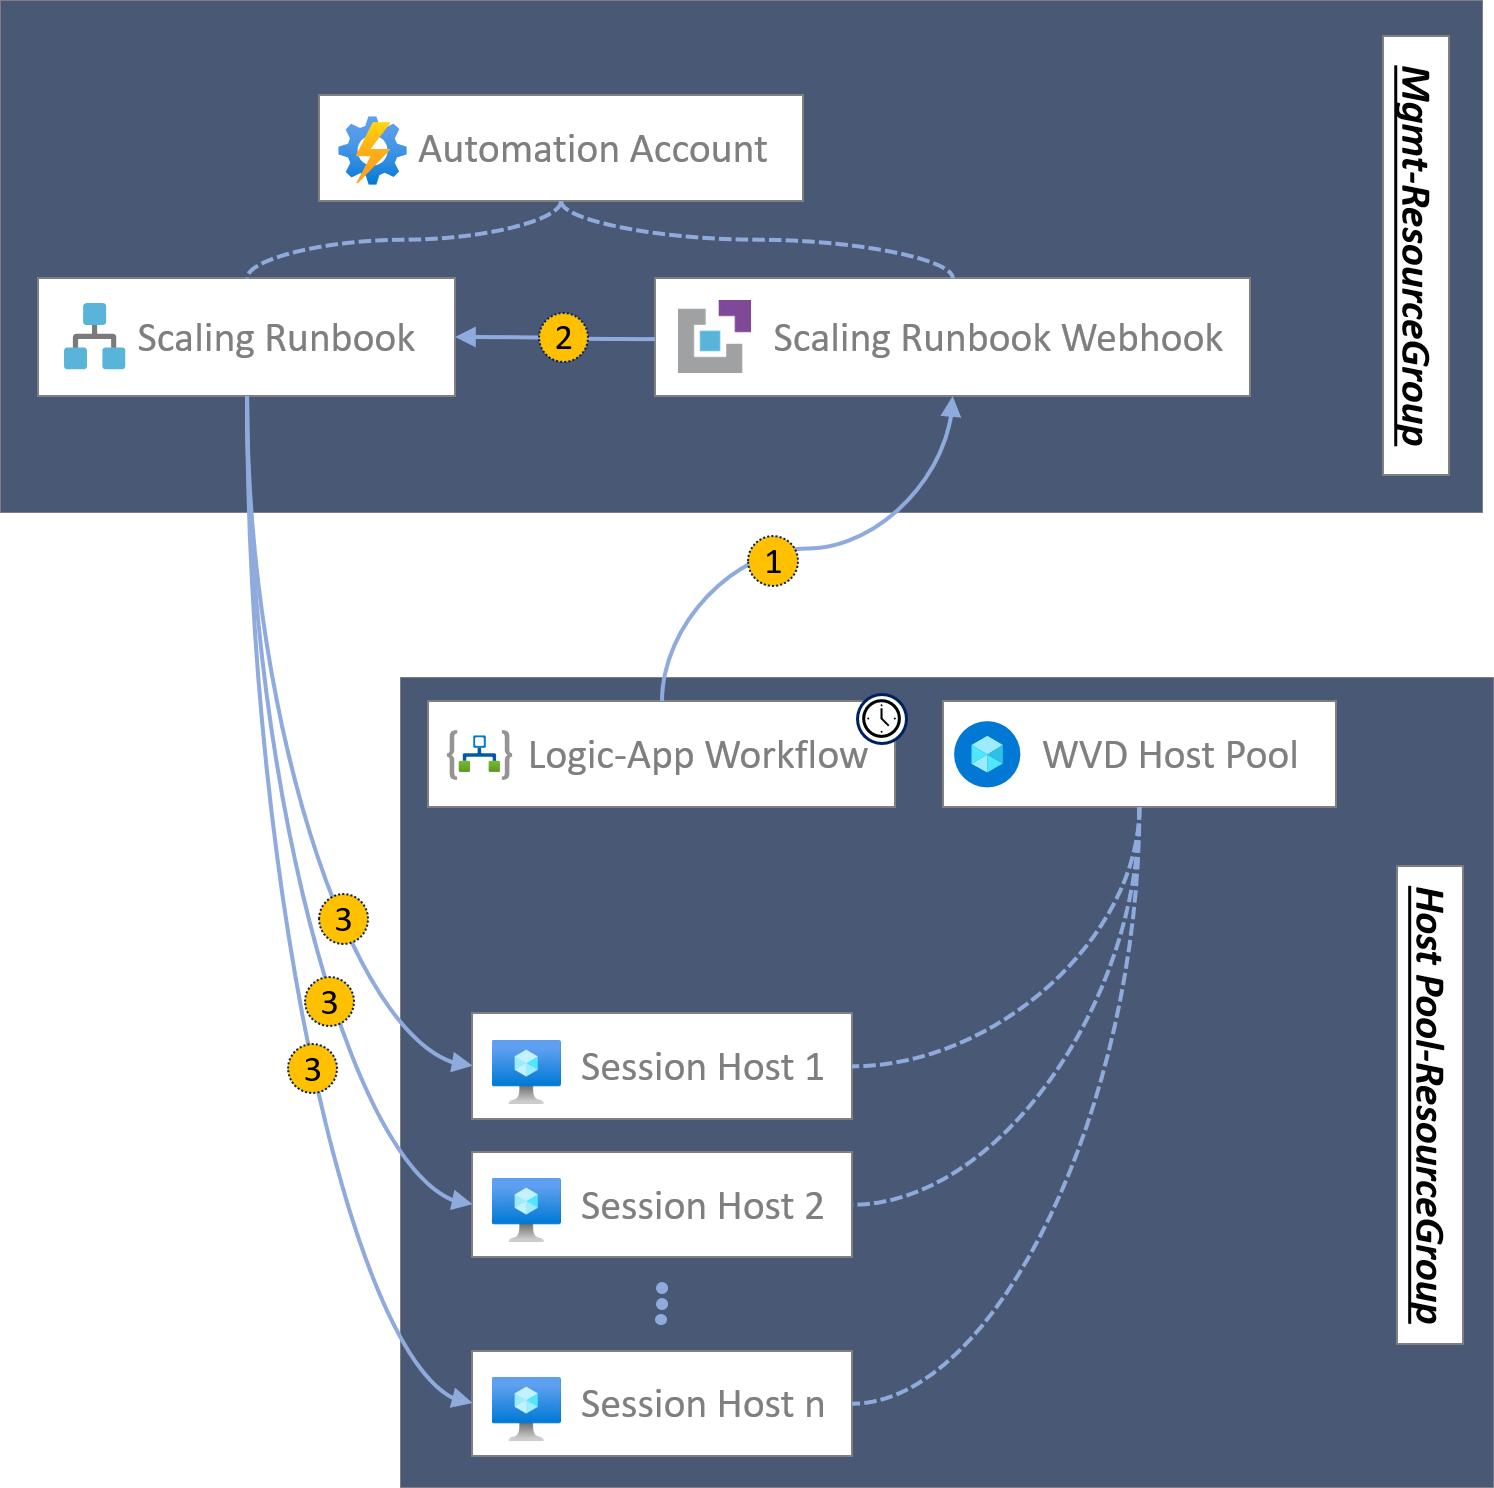 Mgmt-ResourceGroup
Automation Account
Scaling Runbook
2
Scaling Runbook Webhook
1
Logic-App Workflow
WVD Host Pool
Host Pool-ResourceGroup
3
3
3
Session Host 1
Session Host 2
Session Host n